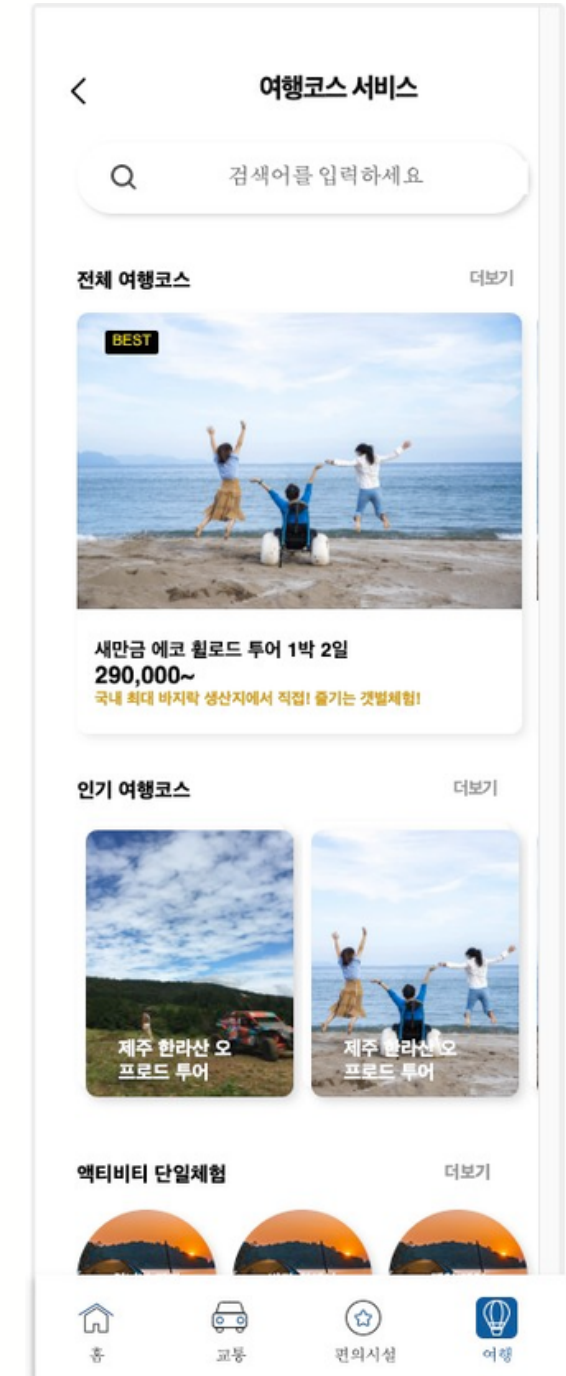 여행코스 서비스
검색어를 입력하세요
전체 여행코스
더보기
BEST
새만금 에코 휠로드 투어 1박 2일
290,000~
국내 최대 바지락 생산지에서 직접! 즐기는 갯벌체험!
인기 여행코스
더보기
제주 한라산 오
프로드 투어
제주 한라산 오
프로드 투어
액티비티 단일체험
더보기
홈
교통
편의시설
여행